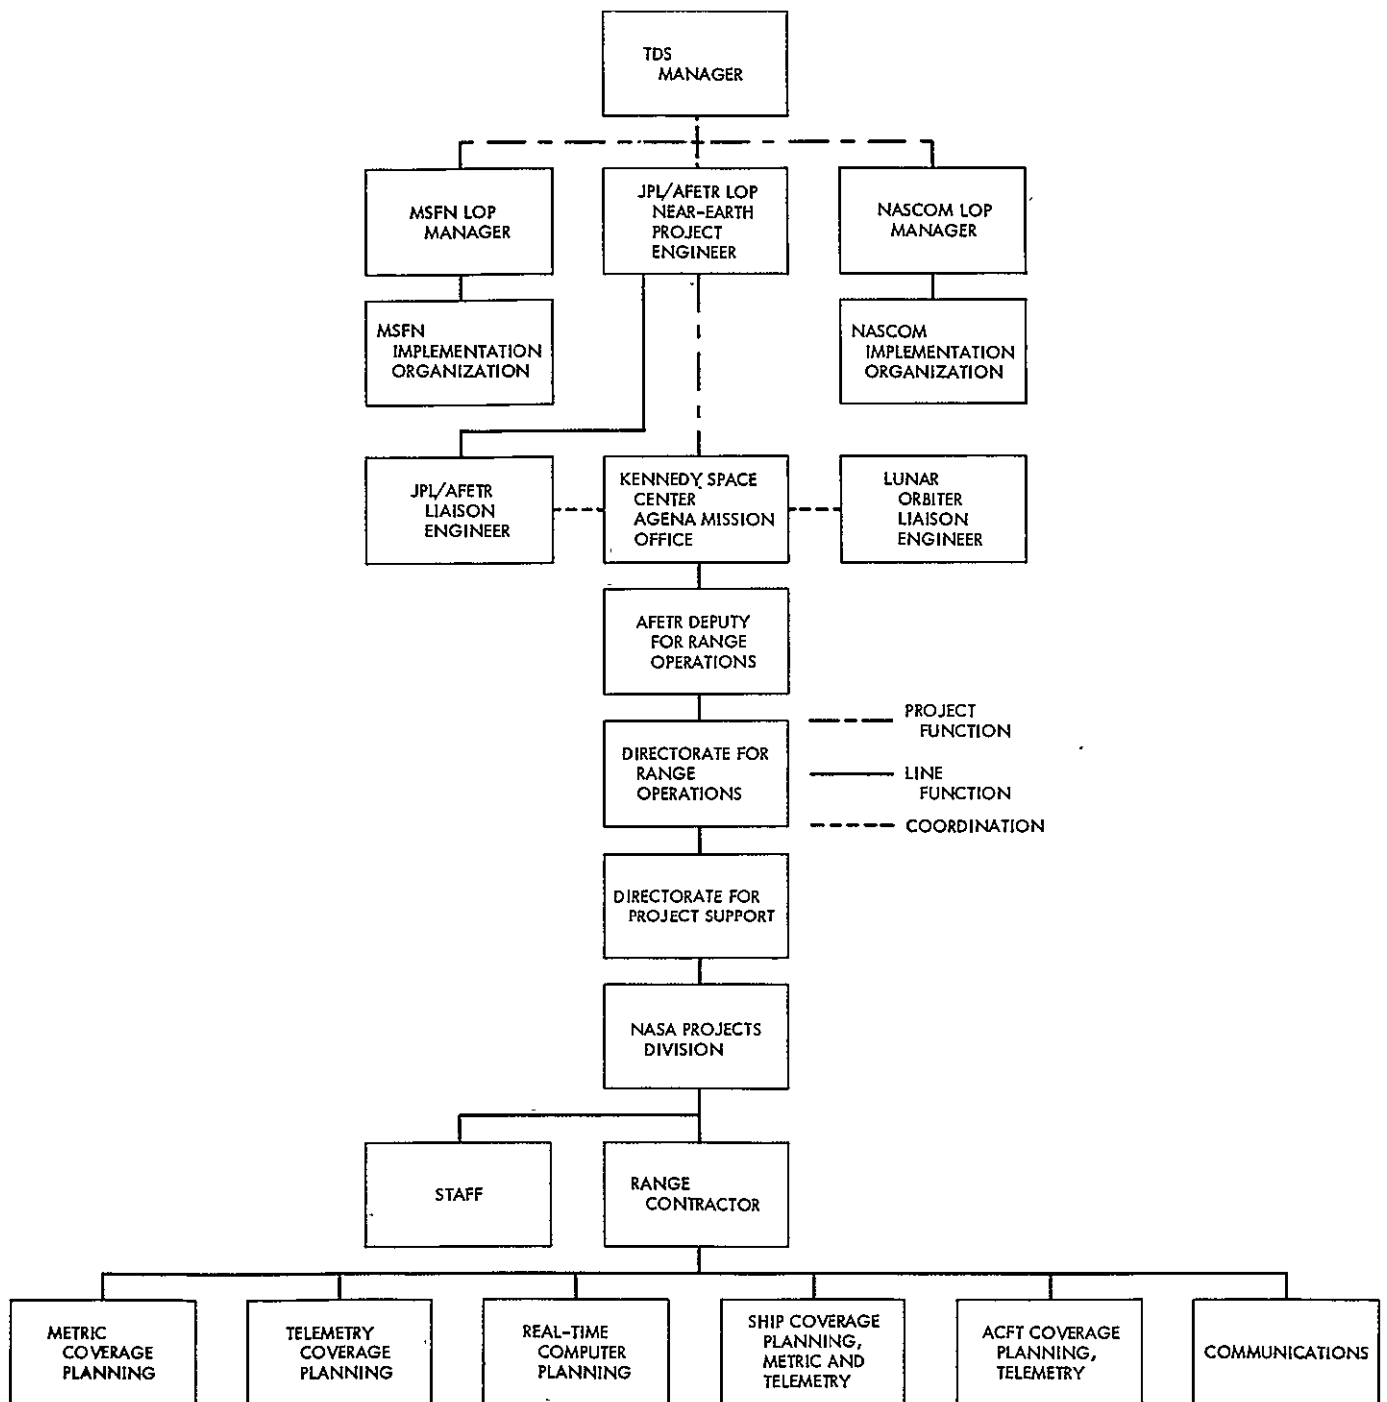 TDS
MANAGER
MSFN LOP
MANAGER
JPL/AFETR LOP
NEAR-EARTH
PROJECT
ENGINEER
NASCOM LOP
MANAGER
MSFN
IMPLEMENTATION
ORGANIZATION
NASCOM
IMPLEMENTATION
ORGANIZATION
JPL/AFETR
LIAISON
ENGINEER
KENNEDY SPACE
CENTER
AGENA MISSION
OFFICE
LUNAR
ORBITER
LIAISON
ENGINEER
AFETR DEPUTY
FOR RANGE
OPERATIONS
DIRECTORATE FOR
RANGE
OPERATIONS
PROJECT
FUNCTION
LINE
FUNCTION
COORDINATION
DIRECTORATE FOR
PROJECT SUPPORT
NASA PROJECTS
DIVISION
STAFF
RANGE
CONTRACTOR
METRIC
COVERAGE
PLANNING
TELEMETRY
COVERAGE
PLANNING
REAL-TIME
COMPUTER
PLANNING
SHIP COVERAGE
PLANNING,
METRIC AND
TELEMETRY
ACFT COVERAGE
PLANNING,
TELEMETRY
COMMUNICATIONS